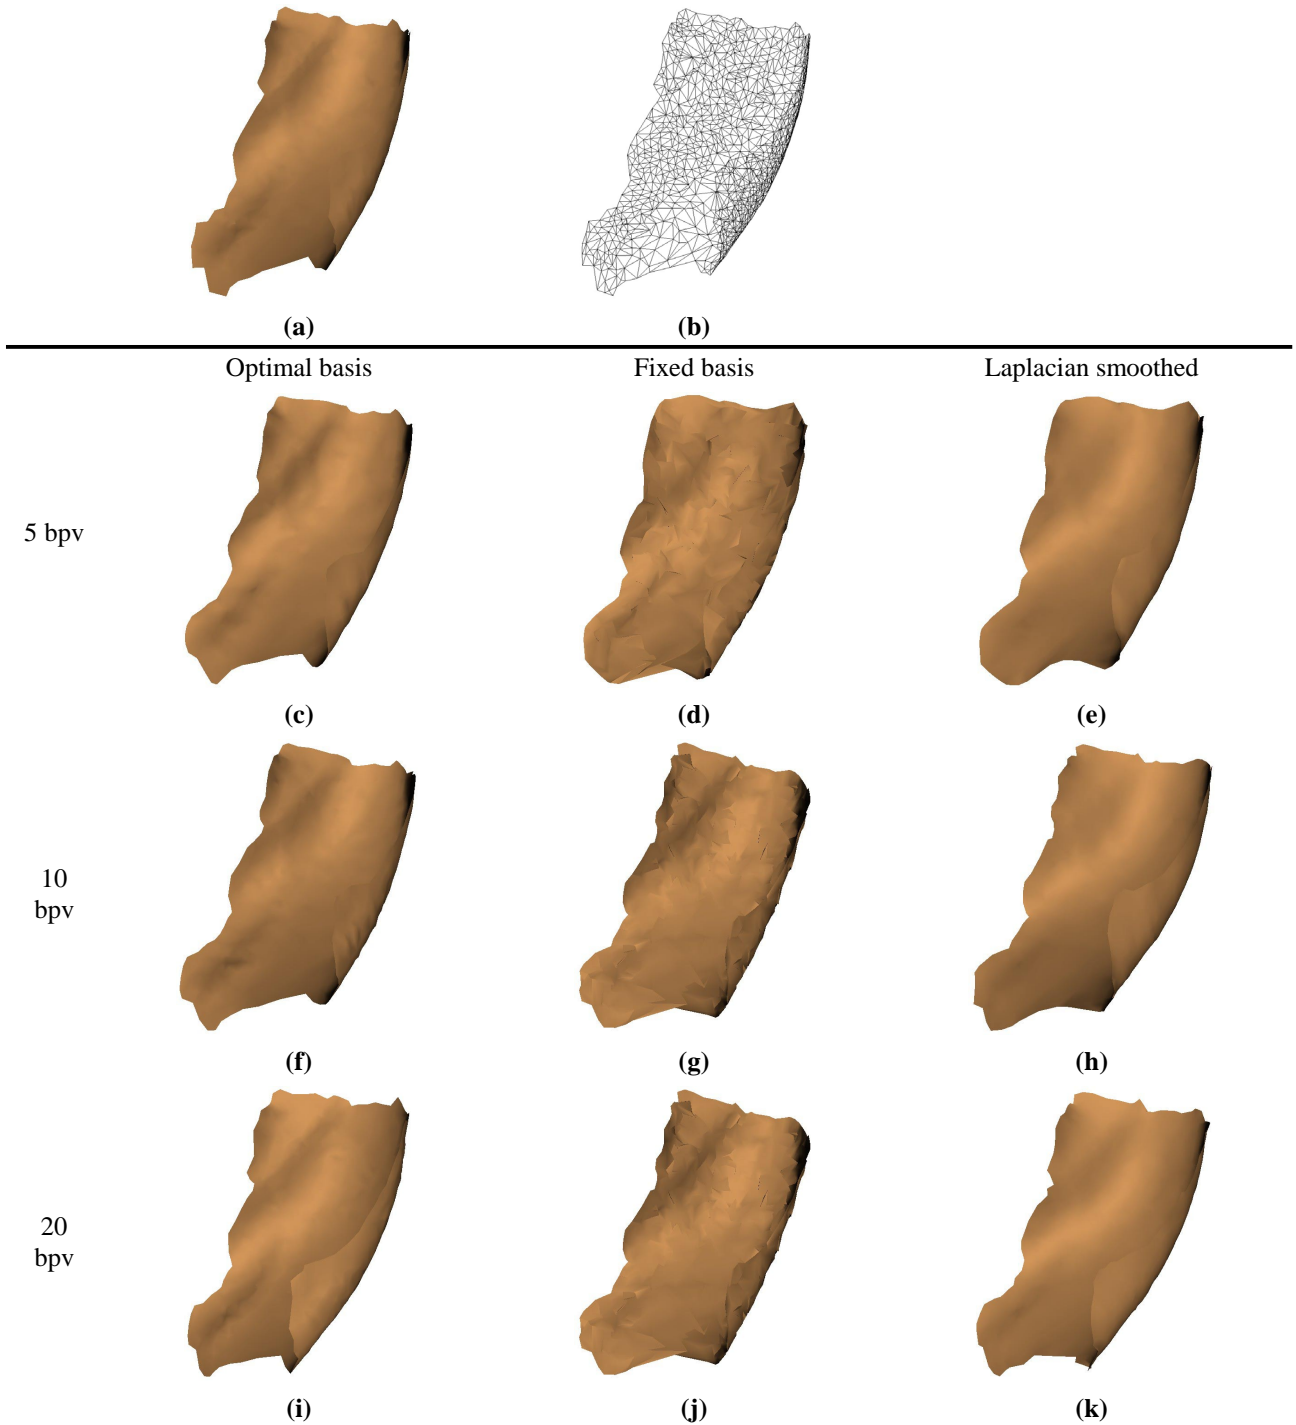 (a)
(b)
Optimal basis
Fixed basis
Laplacian smoothed
5 bpv
(c)
(d)
(e)
10
bpv
(f)
(g)
(h)
20
bpv
(i)
(j)
(k)